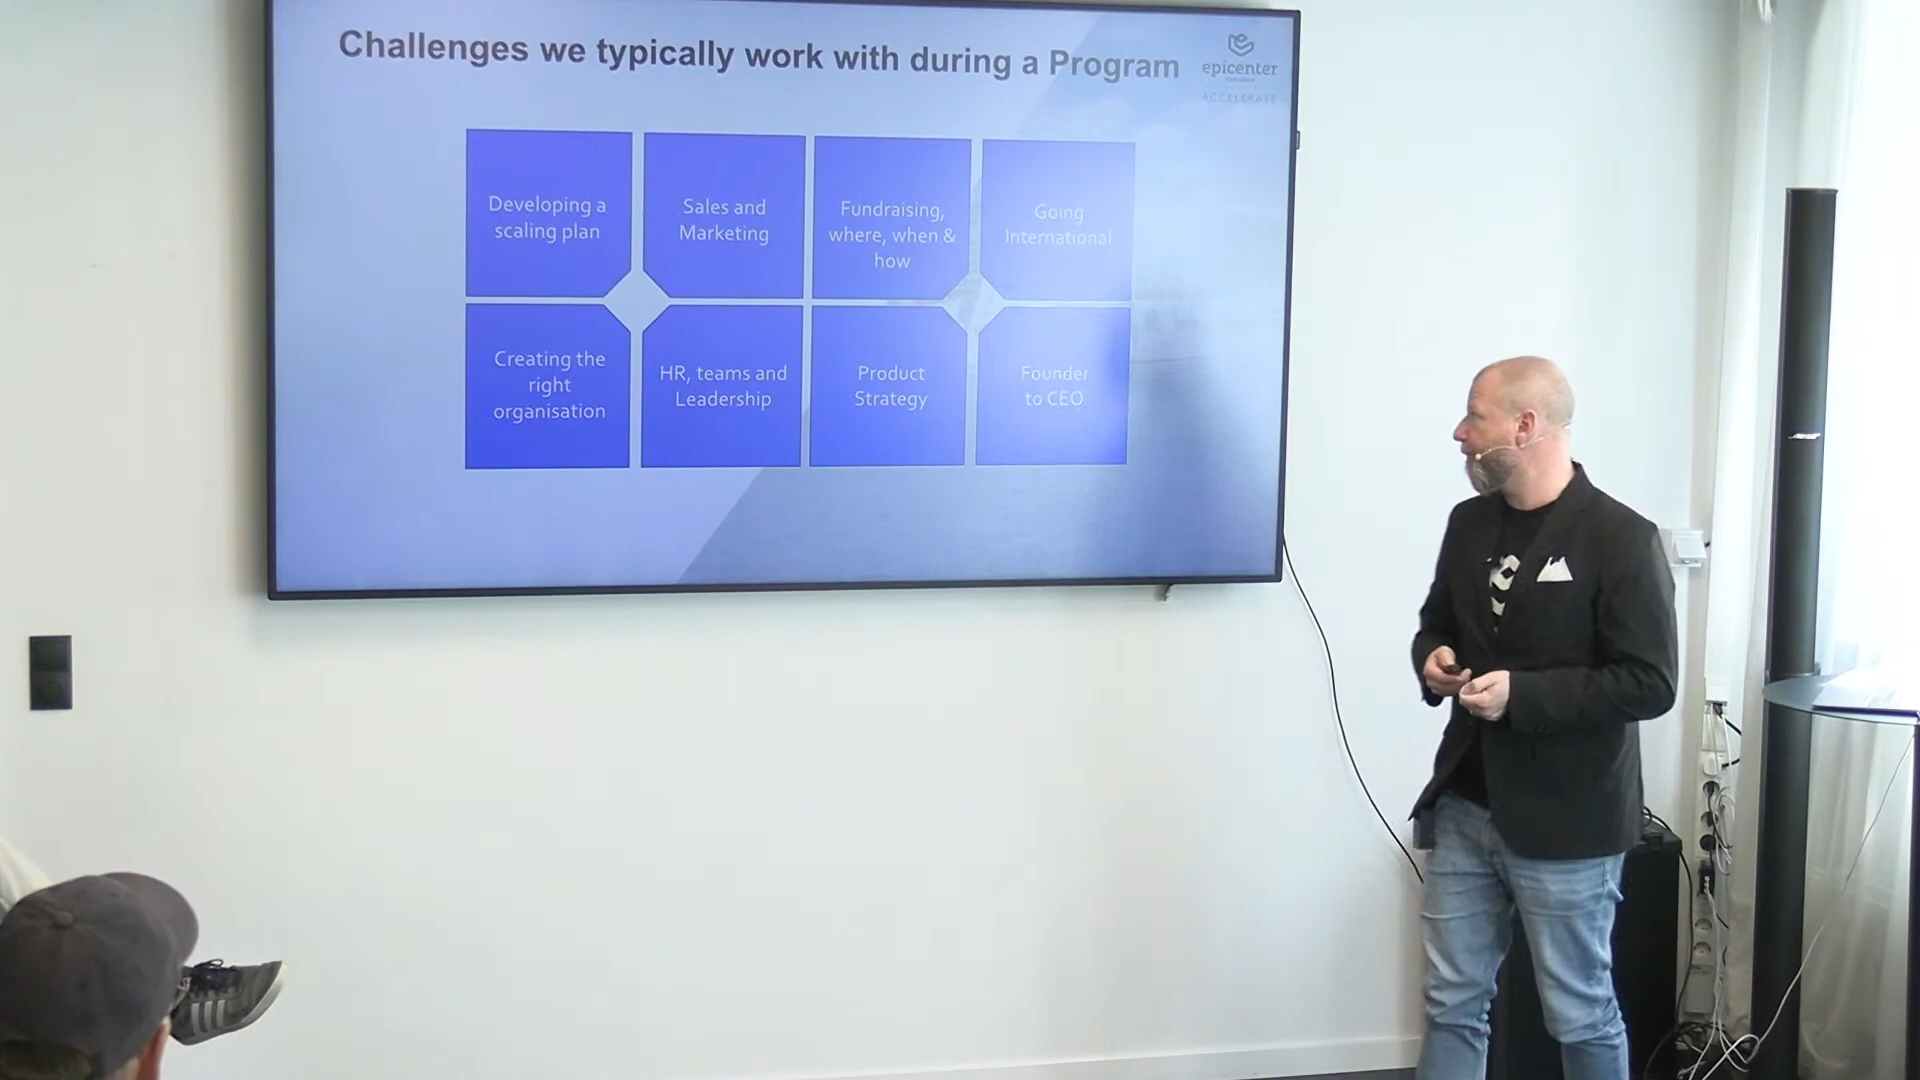 Challenges we typically work with during a Program
epicenter
ACCELERATE
Developing a
scaling plan
Sales and
Marketing
Fundraising,
where, when &
how
Going
International
Creating the
right
organisation
HR, teams and
Leadership
Product
Strategy
Founder
to CEO